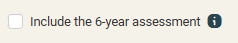 Include the 6-year assessment